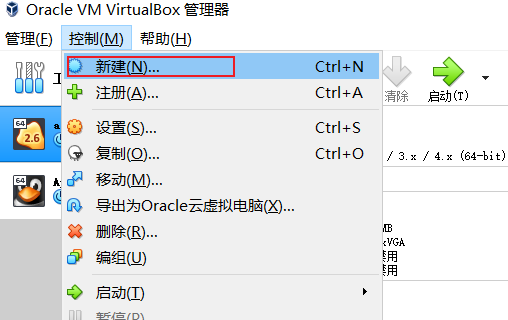 Oracle VM VirtualBox 管理器
管理(F) 控制(M) 帮助(H)
新建(N)... Ctrl+N
注册(A)... Ctrl+A
清除 启动(T)
设置(S)... Ctrl+S
复制(O)... Ctrl+O
/ 3.x / 4.x (64-bit)
移动(M)...
导出为Oracle云虚拟电脑(X)...
删除(R)...
MB
编组(U)
启动(T)
暂停(P)
64
2.6
64